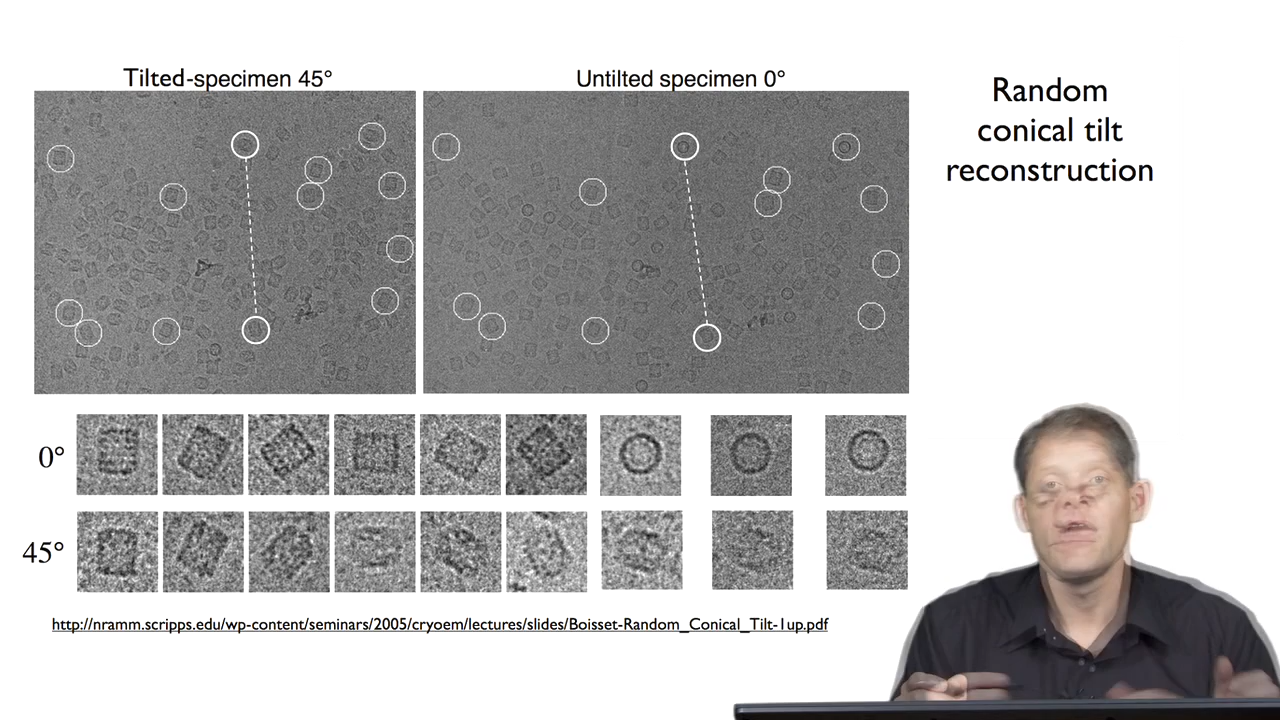 Tilted-specimen 45°
Untilted specimen 0°
Random
conical tilt
reconstruction
0°
45°
http://nramm.scripps.edu/wp-content/seminars/2005/cryoem/lectures/slides/Boisset-Random_Conical_Tilt-1up.pdf